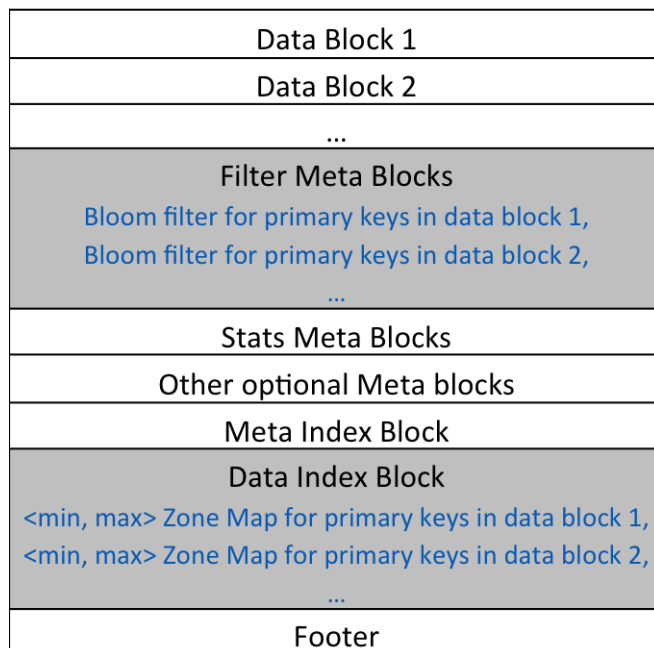 Data Block 1
Data Block 2
...
Filter Meta Blocks
Bloom filter for primary keys in data block 1,
Bloom filter for primary keys in data block 2,
...
Stats Meta Blocks
Other optional Meta blocks
Meta Index Block
Data Index Block
<min, max> Zone Map for primary keys in data block 1,
<min, max> Zone Map for primary keys in data block 2,
...
Footer